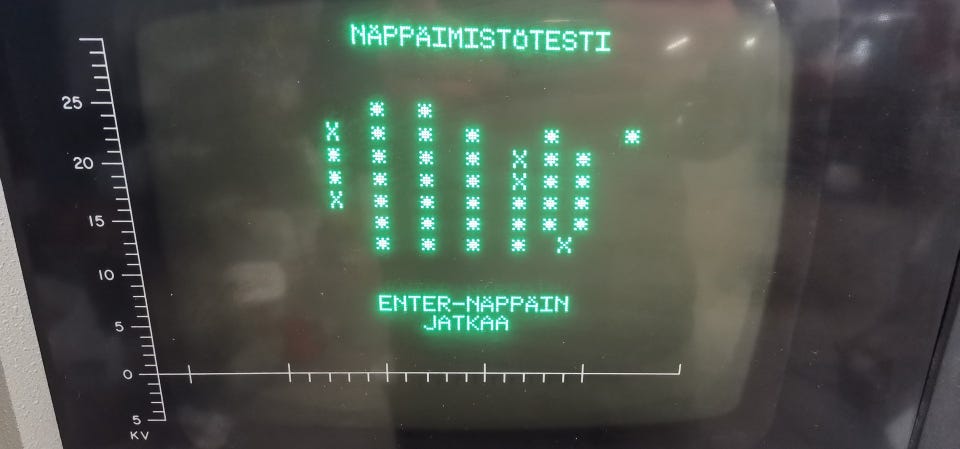 NÄPPÄIMISTÖTESTI
25
20
15
10
5
0
5
KV
X
X
X
X
X
ENTER-NÄPPÄIN
JATKAA